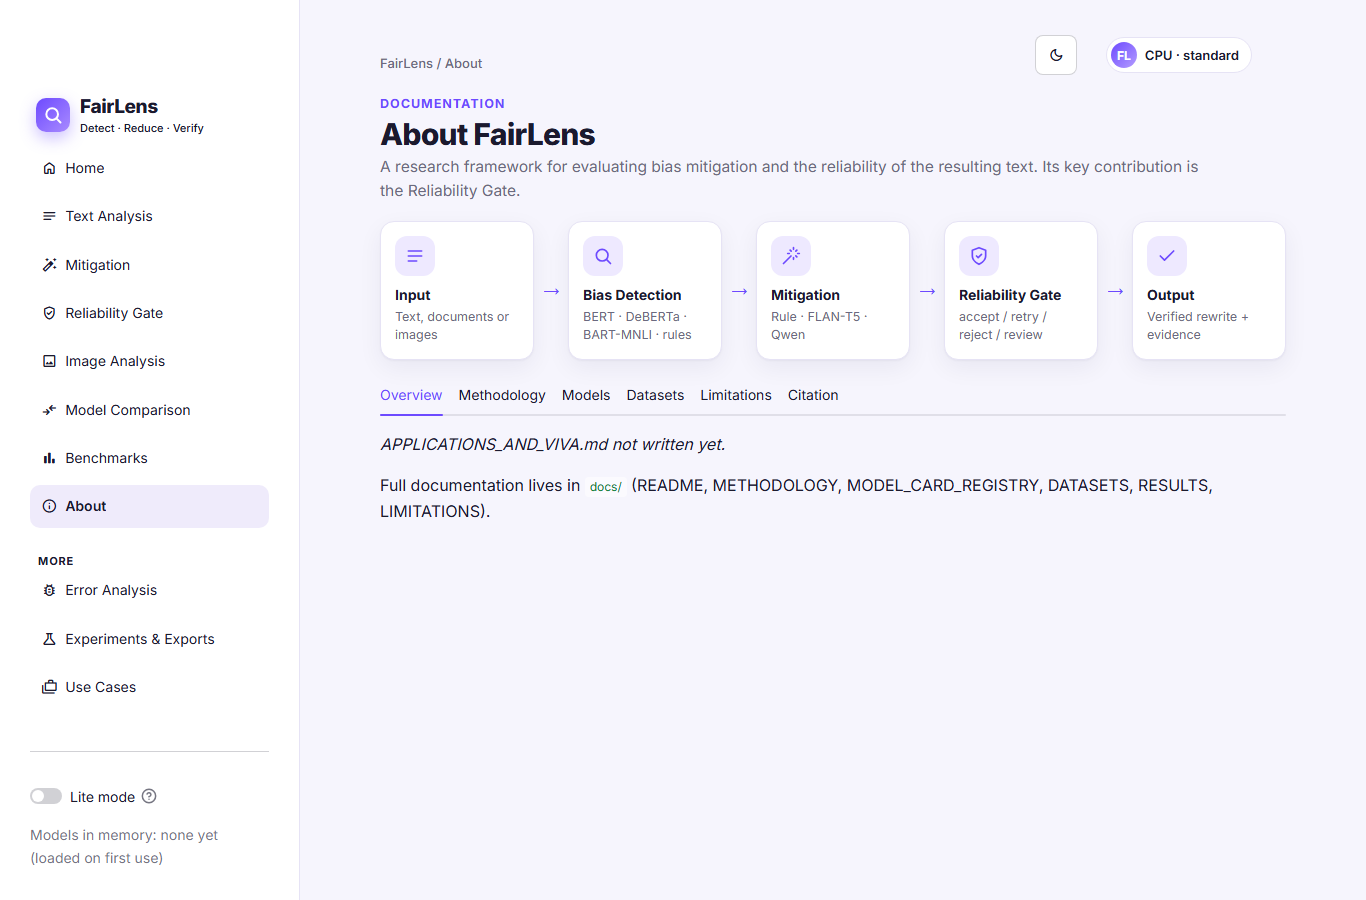 FairLens
Detect · Reduce · Verify
Home
Text Analysis
Mitigation
Reliability Gate
Image Analysis
Model Comparison
Benchmarks
About
MORE
Error Analysis
Experiments & Exports
Use Cases
Lite mode
Models in memory: none yet
(loaded on first use)
FairLens / About
FL CPU · standard
DOCUMENTATION
About FairLens
A research framework for evaluating bias mitigation and the reliability of the resulting text. Its key contribution is
the Reliability Gate.
Input
Text, documents or
images
→
Bias Detection
BERT · DeBERTa ·
BART-MNLI · rules
→
Mitigation
Rule · FLAN-T5 ·
Qwen
→
Reliability Gate
accept / retry /
reject / review
→
Output
Verified rewrite +
evidence
Overview Methodology Models Datasets Limitations Citation
APPLICATIONS_AND_VIVA.md not written yet.
Full documentation lives in docs/ (README, METHODOLOGY, MODEL_CARD_REGISTRY, DATASETS, RESULTS,
LIMITATIONS).